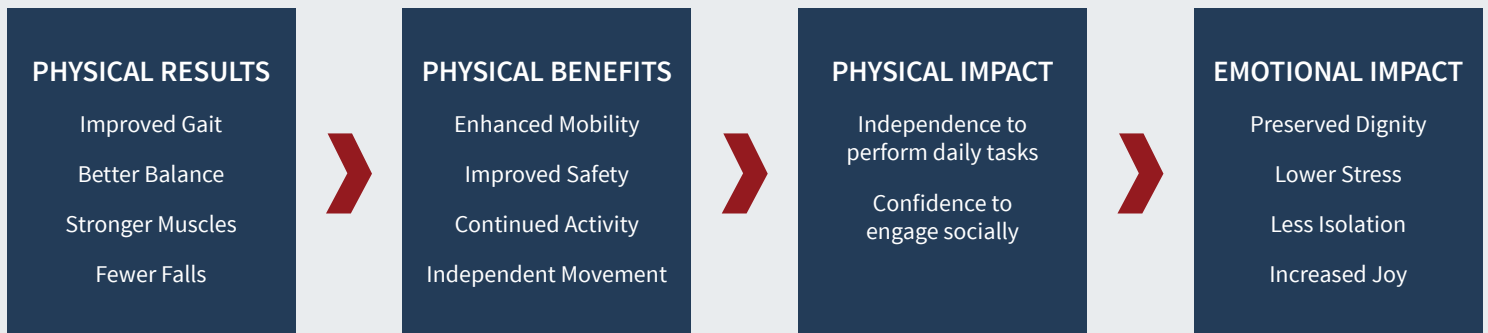 PHYSICAL RESULTS
Improved Gait
Better Balance
Stronger Muscles
Fewer Falls
PHYSICAL BENEFITS
Enhanced Mobility
Improved Safety
Continued Activity
Independent Movement
PHYSICAL IMPACT
Independence to
perform daily tasks
Confidence to
engage socially
EMOTIONAL IMPACT
Preserved Dignity
Lower Stress
Less Isolation
Increased Joy